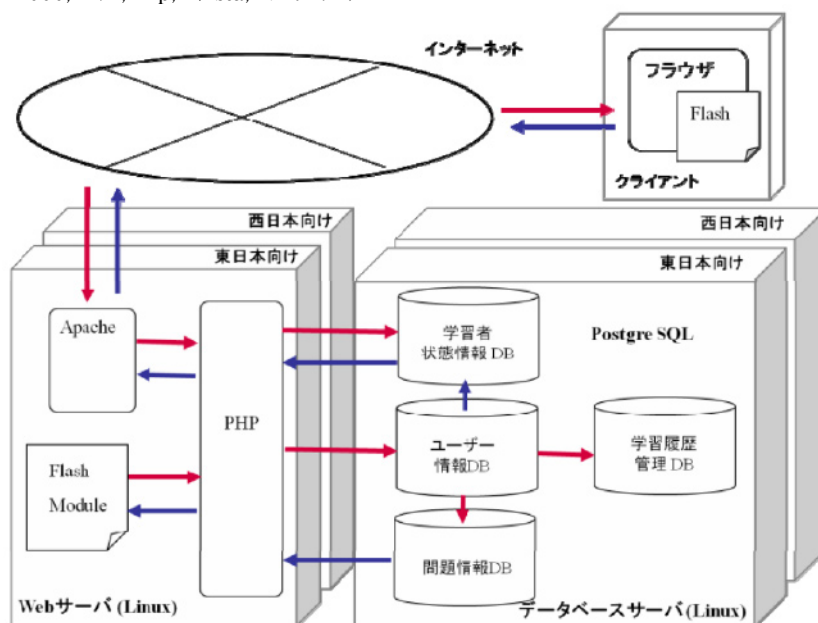 インターネット
フラウザ
Flash
クライアント
西日本向け
東日本向け
Apache
PHP
Flash
Module
Webサーバ (Linux)
西日本向け
東日本向け
学習者
状態情報 DB
Postgre SQL
ユーザー
情報DB
学習履歴
管理 DB
問題情報DB
データベースサーバ (Linux)